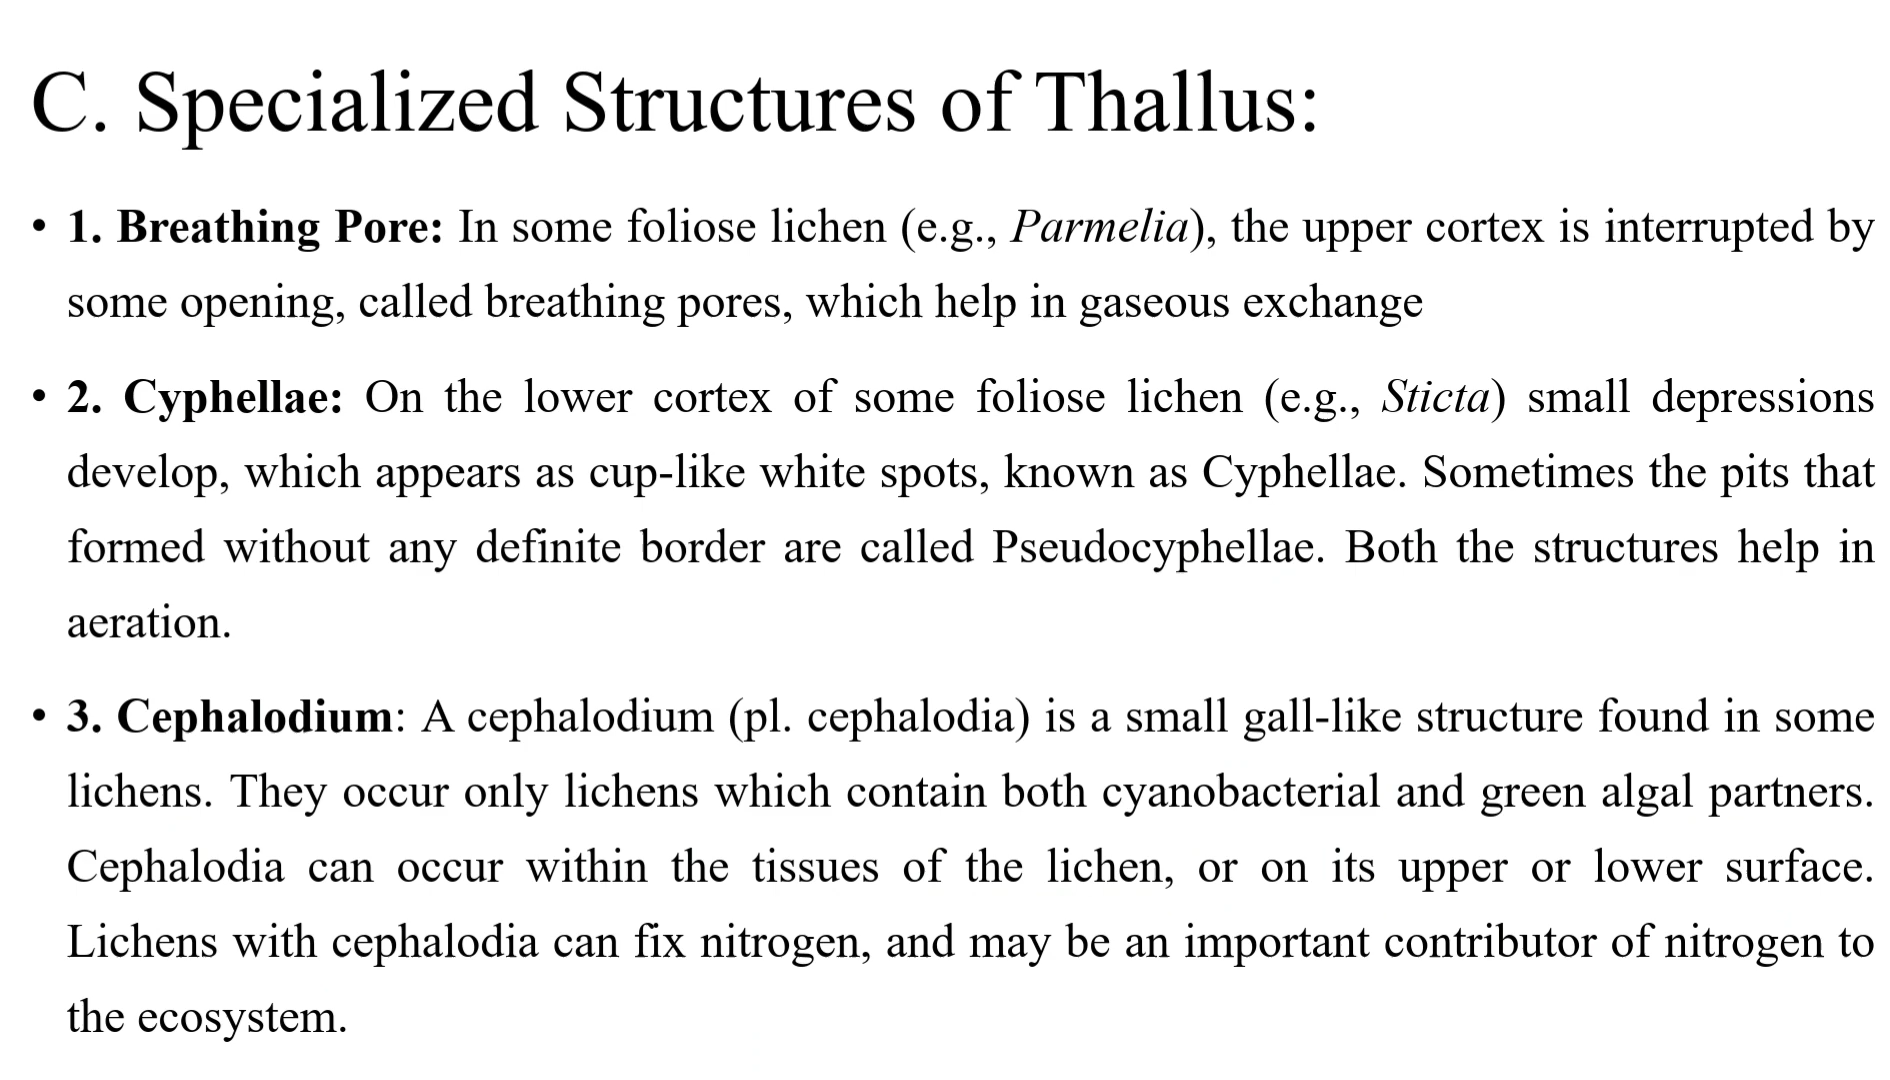 C. Specialized Structures of Thallus:
• 1. Breathing Pore: In some foliose lichen (e.g., Parmelia), the upper cortex is interrupted by
some opening, called breathing pores, which help in gaseous exchange
• 2. Cyphellae: On the lower cortex of some foliose lichen (e.g., Sticta) small depressions
develop, which appears as cup-like white spots, known as Cyphellae. Sometimes the pits that
formed without any definite border are called Pseudocyphellae. Both the structures help in
aeration.
• 3. Cephalodium: A cephalodium (pl. cephalodia) is a small gall-like structure found in some
lichens. They occur only lichens which contain both cyanobacterial and green algal partners.
Cephalodia can occur within the tissues of the lichen, or on its upper or lower surface.
Lichens with cephalodia can fix nitrogen, and may be an important contributor of nitrogen to
the ecosystem.